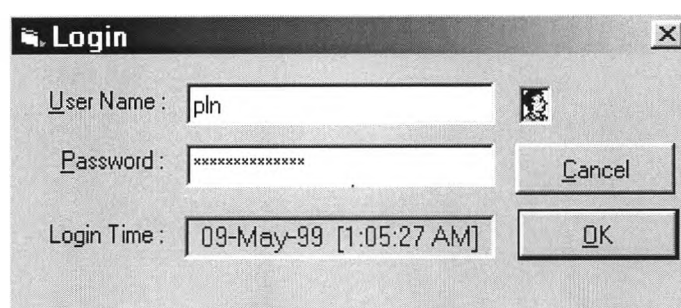 Login
User Name : pln
Password : **************
Cancel
Login Time : 09-May-99 [1:05:27 AM]
OK